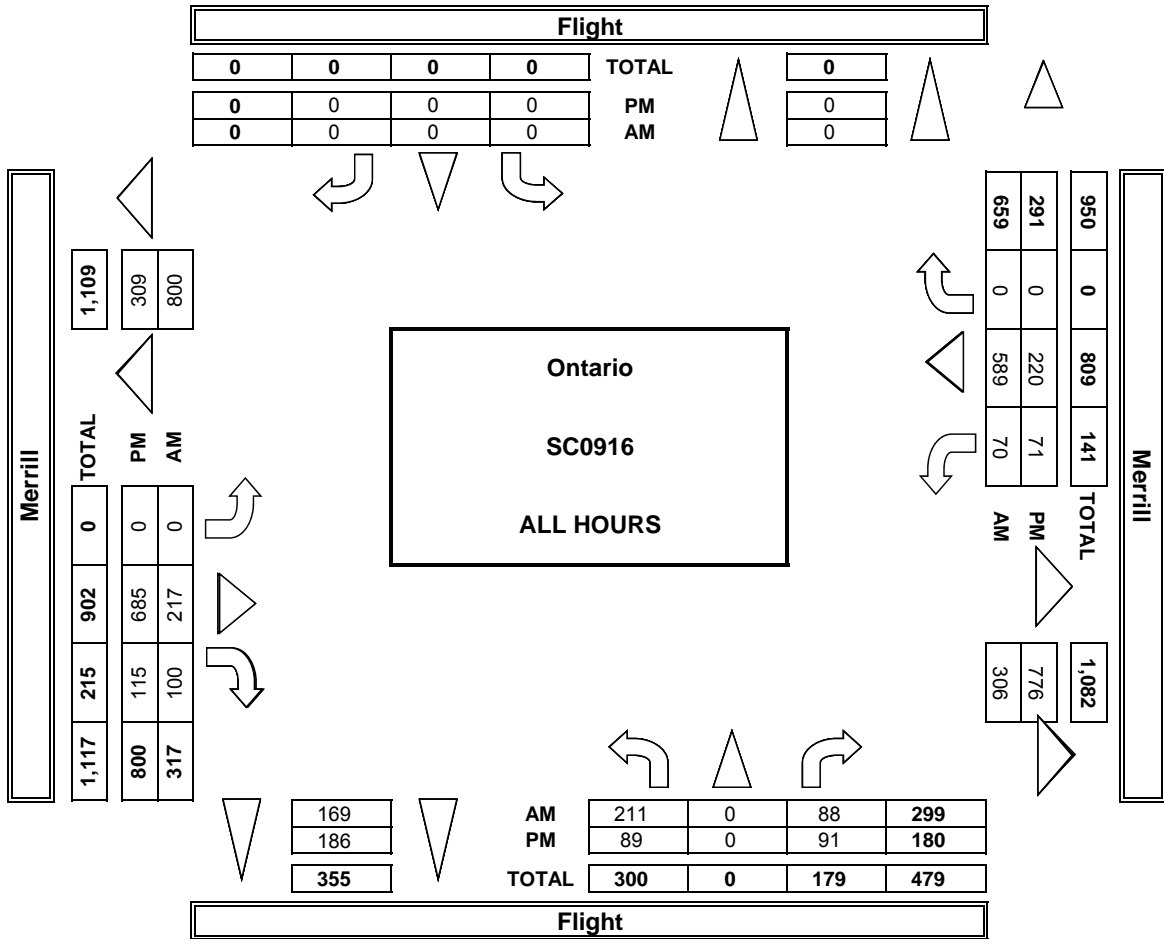 Flight
0 0 0 0 TOTAL 0
0 0 0 0 PM 0
0 0 0 0 AM 0
Merrill
1,109 309 800
TOTAL PM AM
0 0 0
902 685 217
215 115 100
1,117 800 317
Ontario
SC0916
ALL HOURS
659 291 950
0 0 0
589 220 809
70 71 141
AM PM TOTAL
306 776 1,082
Merrill
169 AM 211 0 88 299
186 PM 89 0 91 180
355 TOTAL 300 0 179 479
Flight